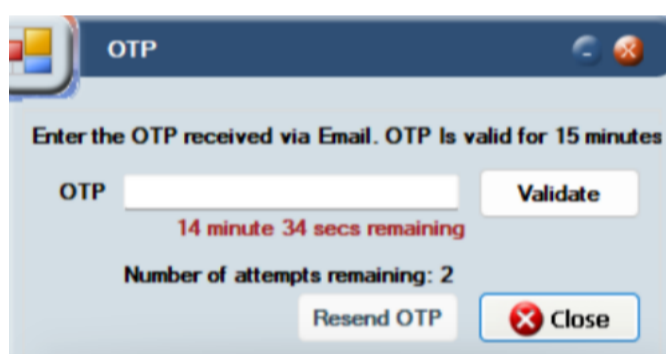 OTP
Enter the OTP received via Email. OTP Is valid for 15 minutes
OTP Validate
14 minute 34 secs remaining
Number of attempts remaining: 2
Resend OTP Close